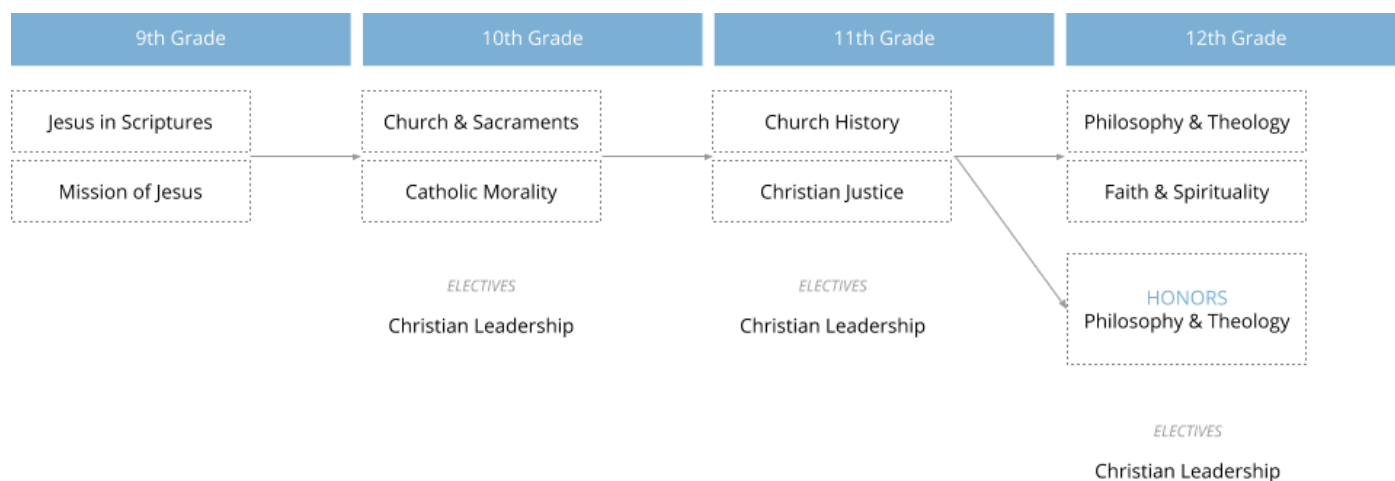 9th Grade
10th Grade
11th Grade
12th Grade
Jesus in Scriptures
Church & Sacraments
Church History
Philosophy & Theology
Mission of Jesus
Catholic Morality
Christian Justice
Faith & Spirituality
ELECTIVES
ELECTIVES
HONORS
Philosophy & Theology
Christian Leadership
Christian Leadership
ELECTIVES
Christian Leadership